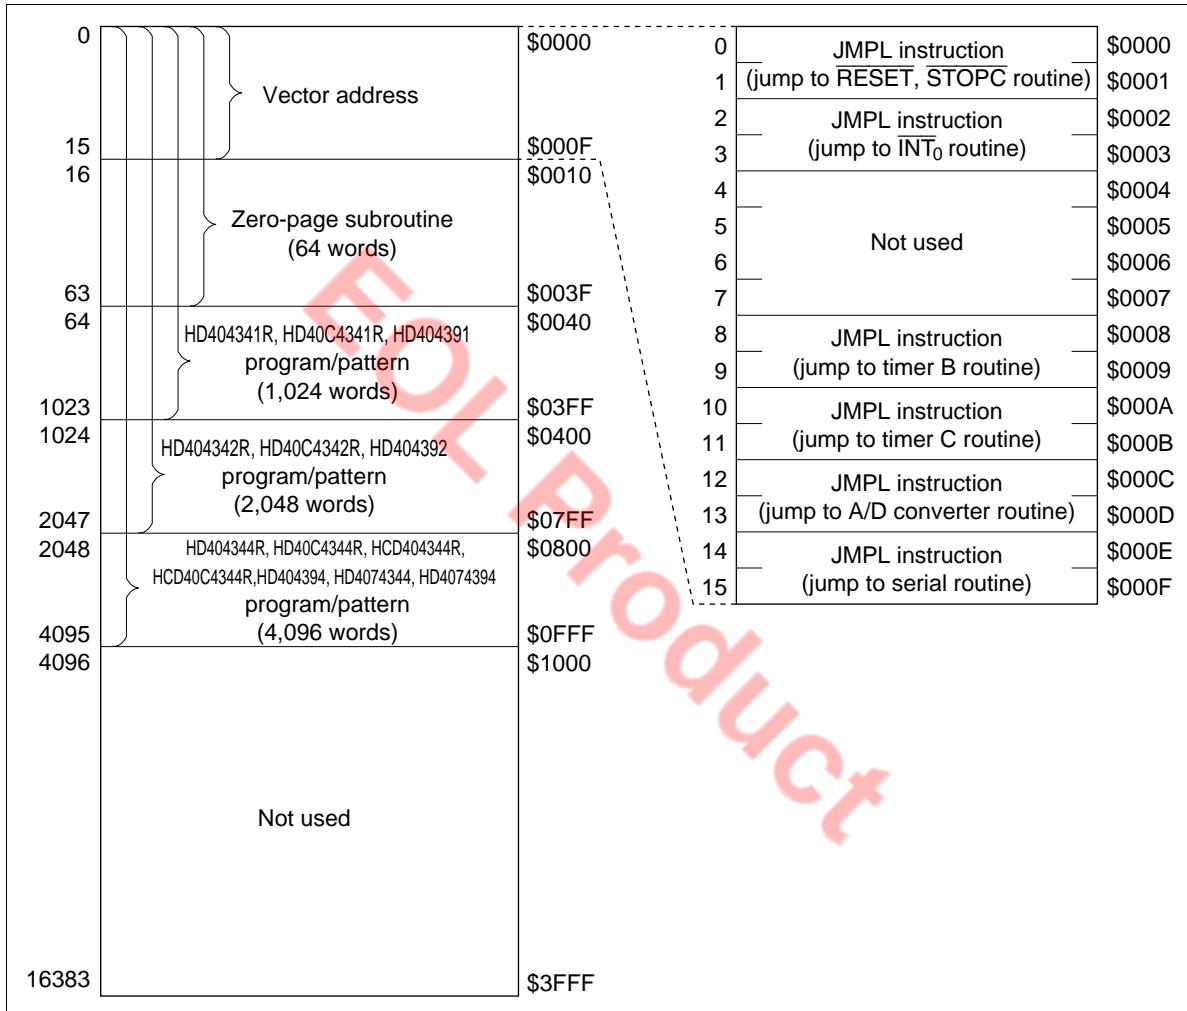 0
$0000
Vector address
15
$000F
16
$0010
Zero-page subroutine
(64 words)
63
$003F
64
$0040
HD404341R, HD40C4341R, HD404391
program/pattern
(1,024 words)
1023
$03FF
1024
$0400
HD404342R, HD40C4342R, HD404392
program/pattern
(2,048 words)
2047
$07FF
2048
$0800
HD404344R, HD40C4344R, HCD404344R,
HCD40C4344R,HD404394, HD4074344, HD4074394
program/pattern
(4,096 words)
4095
$0FFF
4096
$1000
Not used
16383
$3FFF
0
JMPL instruction
$0000
1
(jump to RESET, STOPC routine)
$0001
2
JMPL instruction
$0002
3
(jump to INT0 routine)
$0003
4
$0004
5
Not used
$0005
6
$0006
7
$0007
8
JMPL instruction
$0008
9
(jump to timer B routine)
$0009
10
JMPL instruction
$000A
11
(jump to timer C routine)
$000B
12
JMPL instruction
$000C
13
(jump to A/D converter routine)
$000D
14
JMPL instruction
$000E
15
(jump to serial routine)
$000F
EOL Product